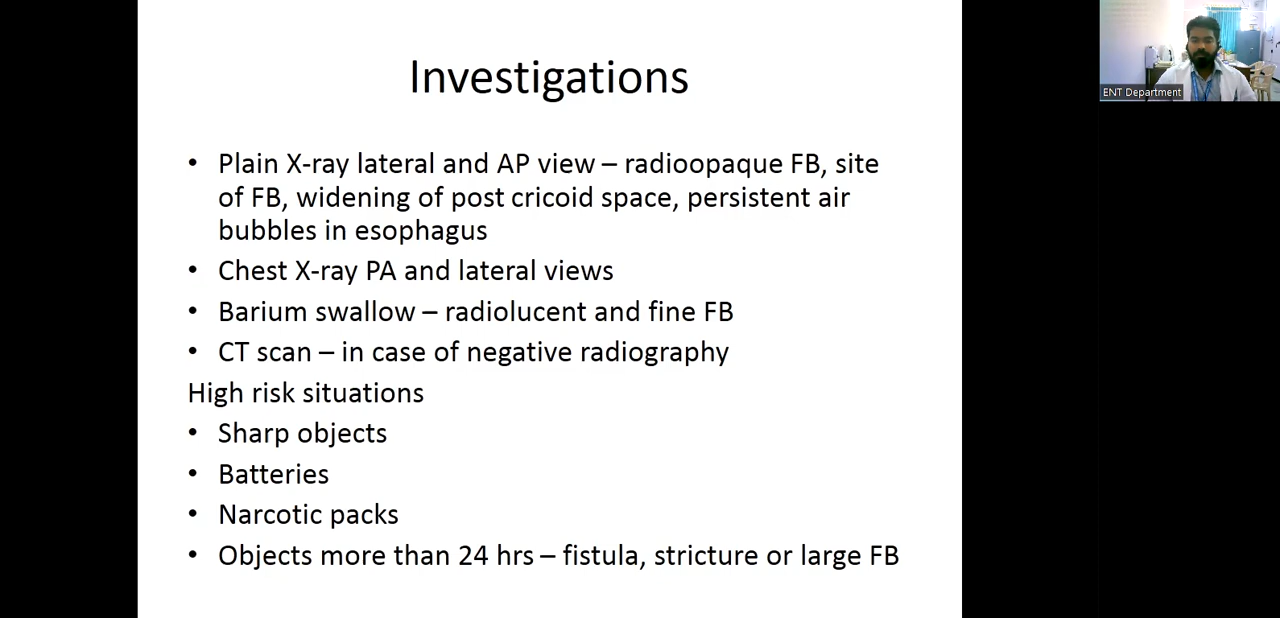 Investigations
• Plain X-ray lateral and AP view – radioopaque FB, site
of FB, widening of post cricoid space, persistent air
bubbles in esophagus
• Chest X-ray PA and lateral views
• Barium swallow – radiolucent and fine FB
• CT scan – in case of negative radiography
High risk situations
• Sharp objects
• Batteries
• Narcotic packs
• Objects more than 24 hrs – fistula, stricture or large FB
ENT Department